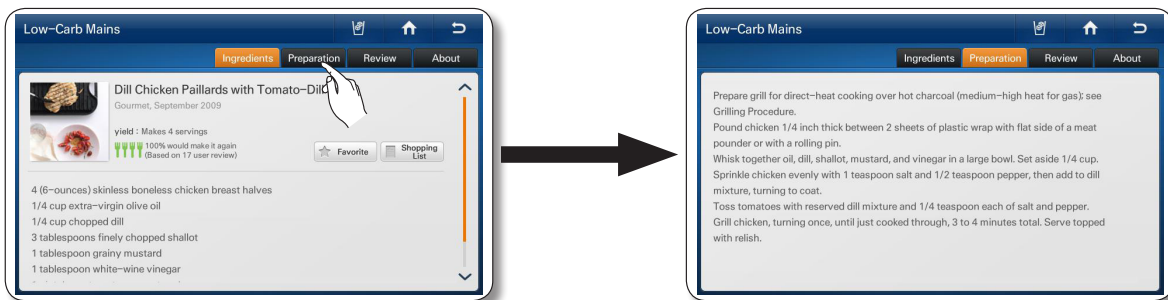 Low-Carb Mains
Ingredients Preparation Review About
Dill Chicken Paillards with Tomato-Dill
Gourmet, September 2009
yield : Makes 4 servings
100% would make it again
(Based on 17 user review)
Favorite
Shopping
List
4 (6-ounces) skinless boneless chicken breast halves
1/4 cup extra-virgin olive oil
1/4 cup chopped dill
3 tablespoons finely chopped shallot
1 tablespoon grainy mustard
1 tablespoon white-wine vinegar
Low-Carb Mains
Ingredients Preparation Review About
Prepare grill for direct-heat cooking over hot charcoal (medium-high heat for gas); see
Grilling Procedure.
Pound chicken 1/4 inch thick between 2 sheets of plastic wrap with flat side of a meat
pounder or with a rolling pin.
Whisk together oil, dill, shallot, mustard, and vinegar in a large bowl. Set aside 1/4 cup.
Sprinkle chicken evenly with 1 teaspoon salt and 1/2 teaspoon pepper, then add to dill
mixture, turning to coat.
Toss tomatoes with reserved dill mixture and 1/4 teaspoon each of salt and pepper.
Grill chicken, turning once, until just cooked through, 3 to 4 minutes total. Serve topped
with relish.